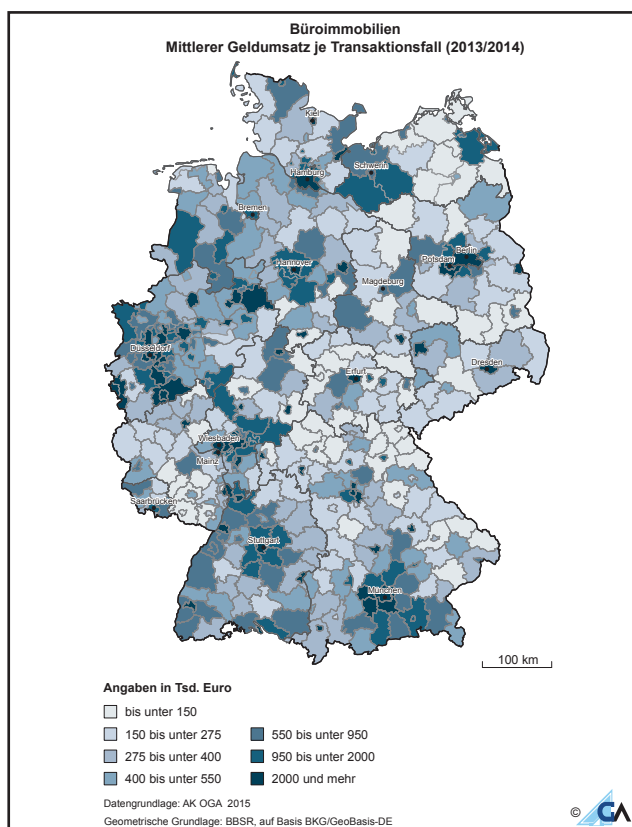 Büroimmobilien
Mittlerer Geldumsatz je Transaktionsfall (2013/2014)
Kiel
Schwerin
Hamburg
Bremen
Berlin
Potsdam
Hannover
Magdeburg
Düsseldorf
Dresden
Erfurt
Wiesbaden
Mainz
Saarbrücken
Stuttgart
München
100 km
Angaben in Tsd. Euro
bis unter 150
150 bis unter 275
275 bis unter 400
400 bis unter 550
550 bis unter 950
950 bis unter 2000
2000 und mehr
Datengrundlage: AK OGA 2015
Geometrische Grundlage: BBSR, auf Basis BKG/GeoBasis-DE
© GA